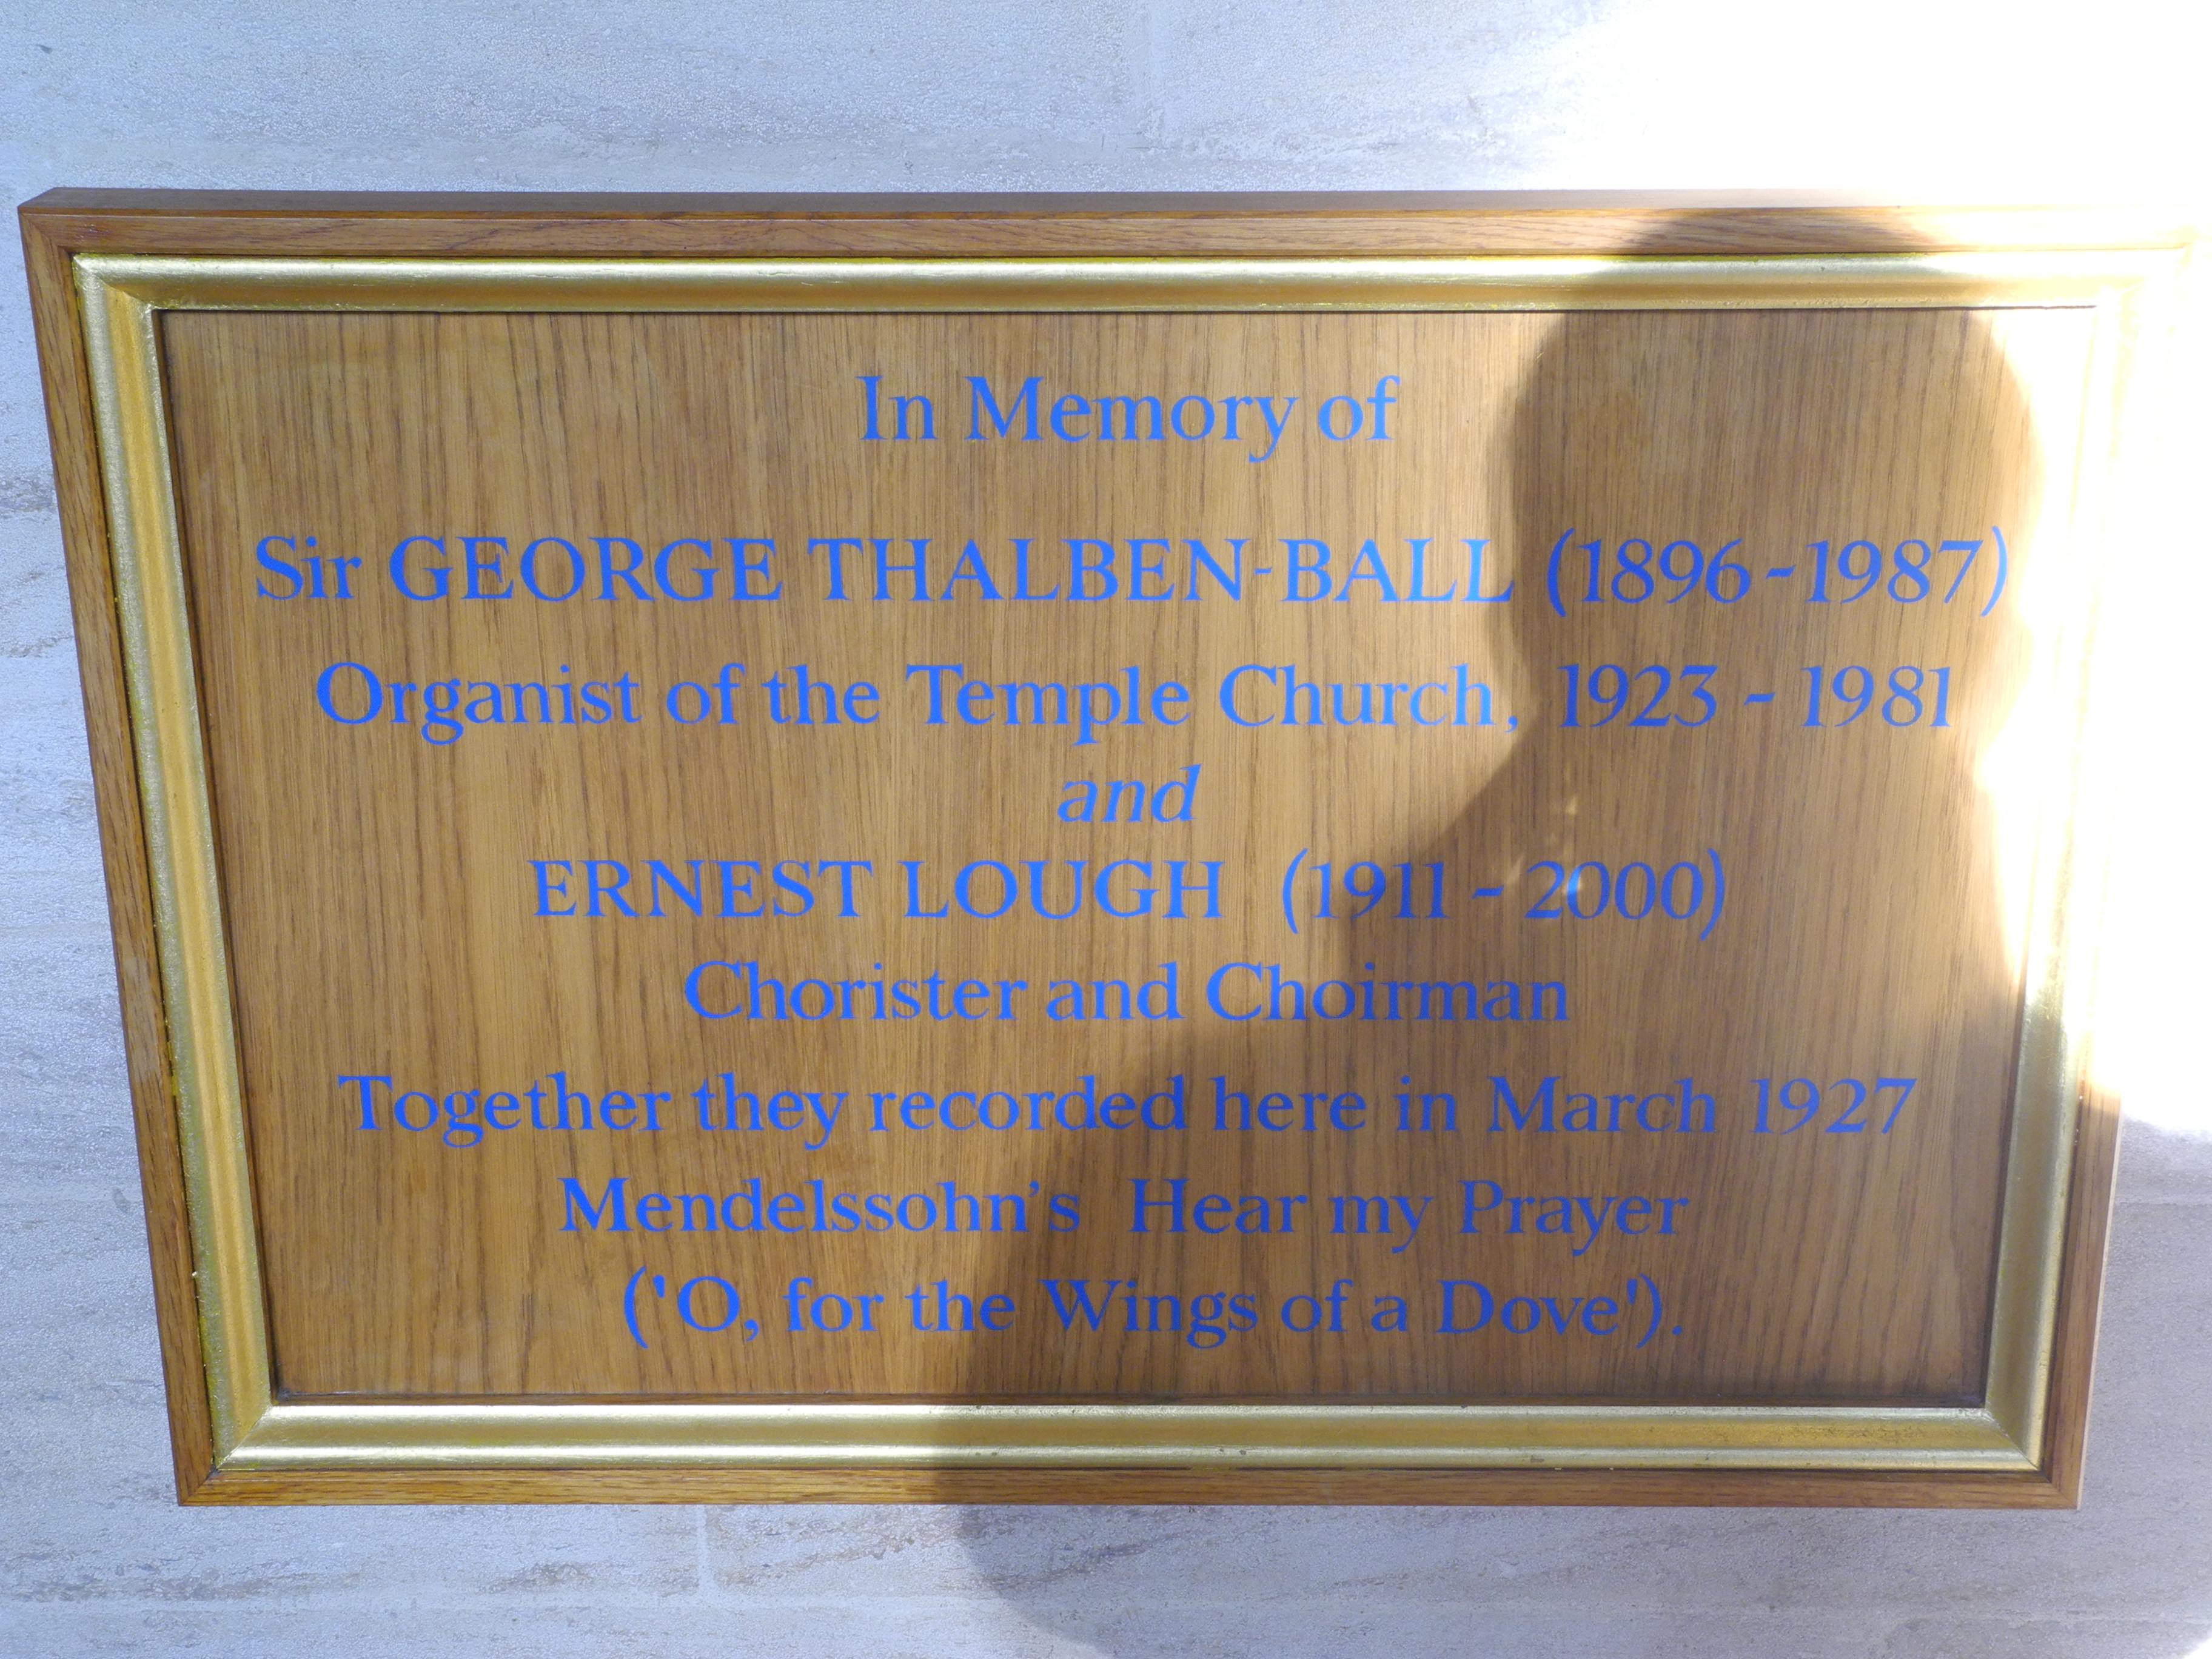 In Memory of
Sir GEORGE THALBEN-BALL (1896-1987)
Organist of the Temple Church, 1923 - 1981
and
ERNEST LOUGH (1911 - 2000)
Chorister and Choirman
Together they recorded here in March 1927
Mendelssohn's Hear my Prayer
('O, for the Wings of a Dove').